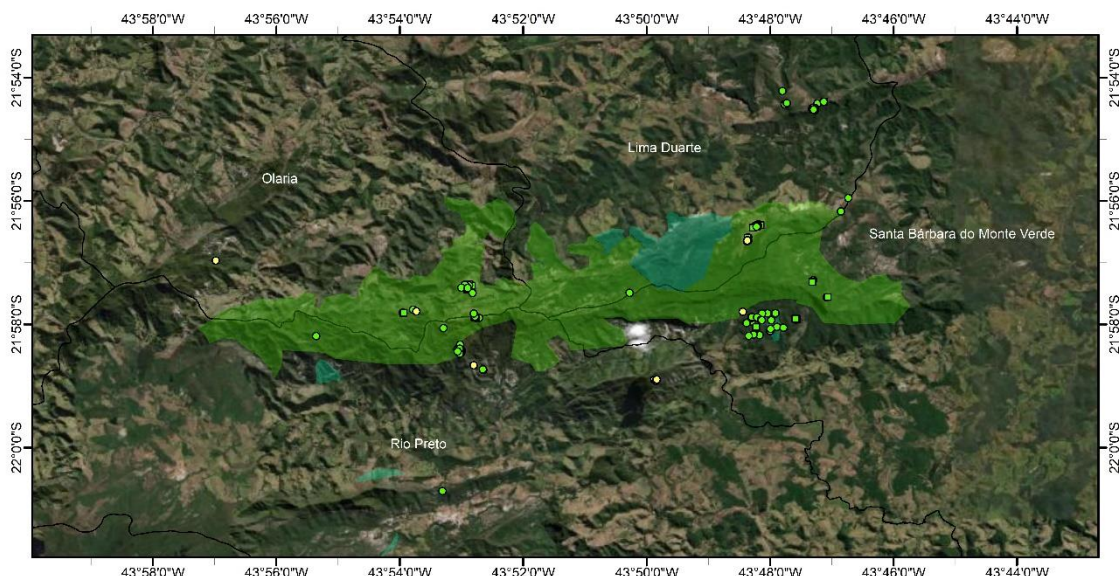 43°58'0"W 43°56'0"W 43°54'0"W 43°52'0"W 43°50'0"W 43°48'0"W 43°46'0"W 43°44'0"W
21°54'0"S 21°54'0"S
Lima Duarte
Olaria
21°56'0"S 21°56'0"S
Santa Bárbara do Monte Verde
21°58'0"S 21°58'0"S
Rio Preto
22°0'0"S 22°0'0"S
43°58'0"W 43°56'0"W 43°54'0"W 43°52'0"W 43°50'0"W 43°48'0"W 43°46'0"W 43°44'0"W